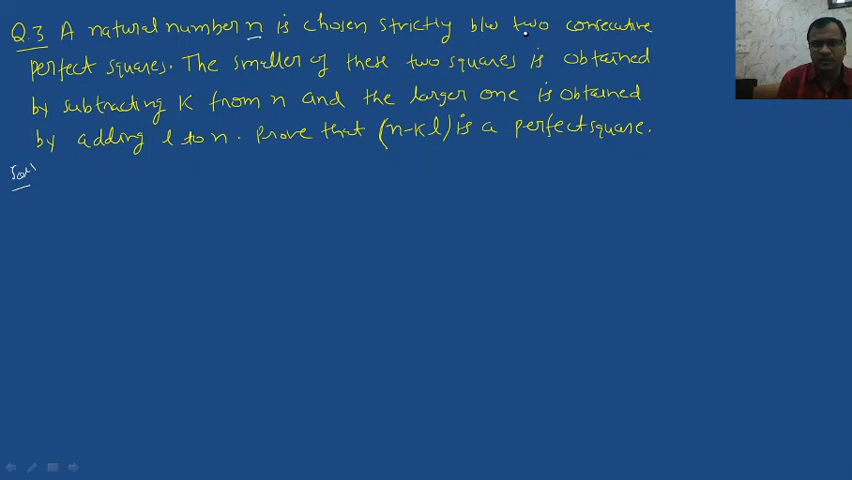 Q.3 A natural number n is chosen strictly b/w two consecutive
perfect squares. The smaller of these two squares is obtained
by subtracting K from n and the larger one is obtained
by adding l to n. Prove that (n-kl) is a perfect square.
Sol